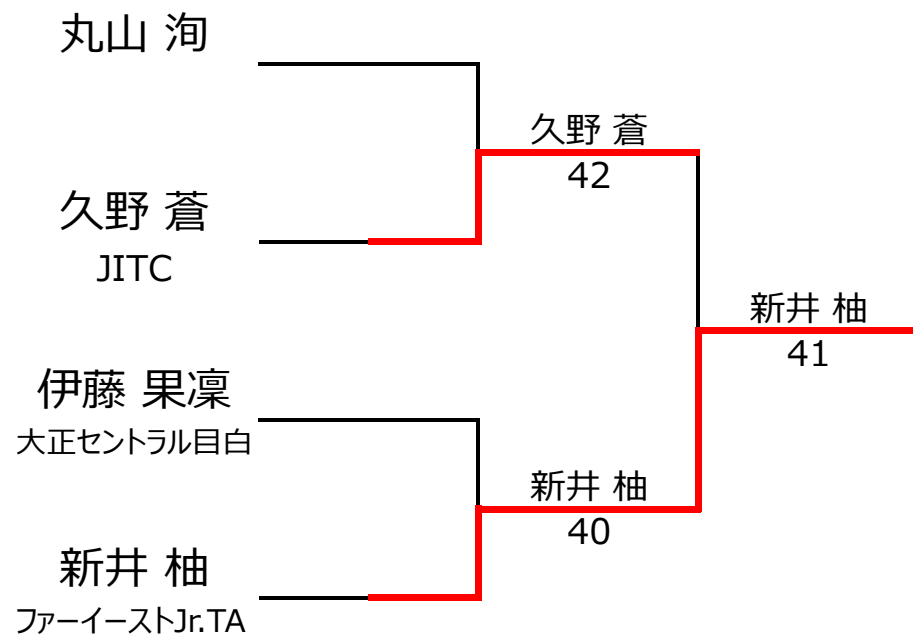 丸山 洵
久野 蒼
42
久野 蒼
JITC
新井 柚
41
伊藤 果凜
大正セントラル目白
新井 柚
40
新井 柚
ファーイーストJr.TA